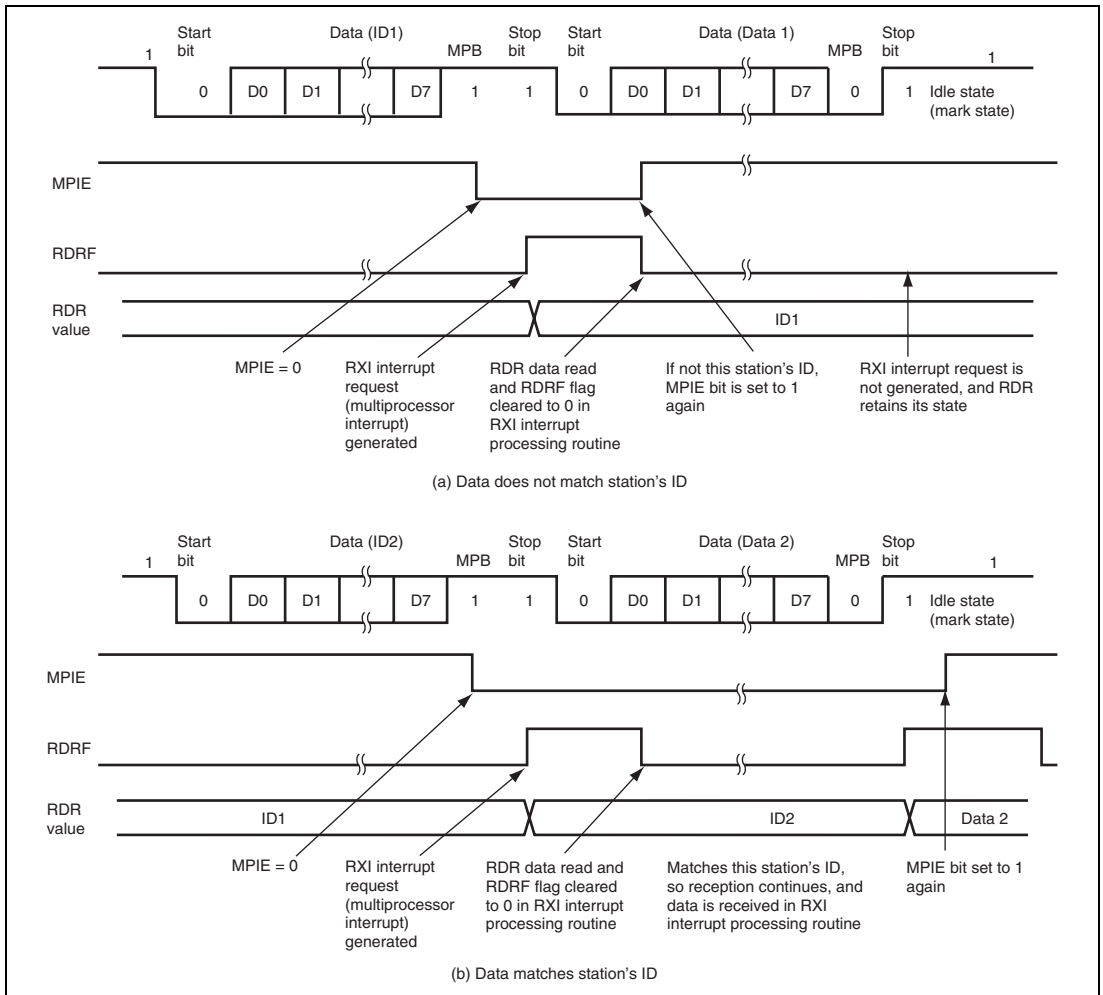 Start bit
Data (ID1)
MPB
Stop bit
Start bit
Data (Data 1)
MPB
Stop bit
1
1
0 D0 D1 D7 1 1 0 D0 D1 D7 0 1 Idle state (mark state)
MPIE
RDRF
RDR value
ID1
MPIE = 0
RXI interrupt
request
(multiprocessor
interrupt)
generated
RDR data read
and RDRF flag
cleared to 0 in
RXI interrupt
processing routine
If not this station's ID,
MPIE bit is set to 1
again
RXI interrupt request is
not generated, and RDR
retains its state
(a) Data does not match station's ID
Start bit
Data (ID2)
MPB
Stop bit
Start bit
Data (Data 2)
MPB
Stop bit
1
1
0 D0 D1 D7 1 1 0 D0 D1 D7 0 1 Idle state (mark state)
MPIE
RDRF
RDR value
ID1
ID2
Data 2
MPIE = 0
RXI interrupt
request
(multiprocessor
interrupt)
generated
RDR data read and
RDRF flag cleared
to 0 in RXI interrupt
processing routine
Matches this station's ID,
so reception continues, and
data is received in RXI
interrupt processing routine
MPIE bit set to 1
again
(b) Data matches station's ID